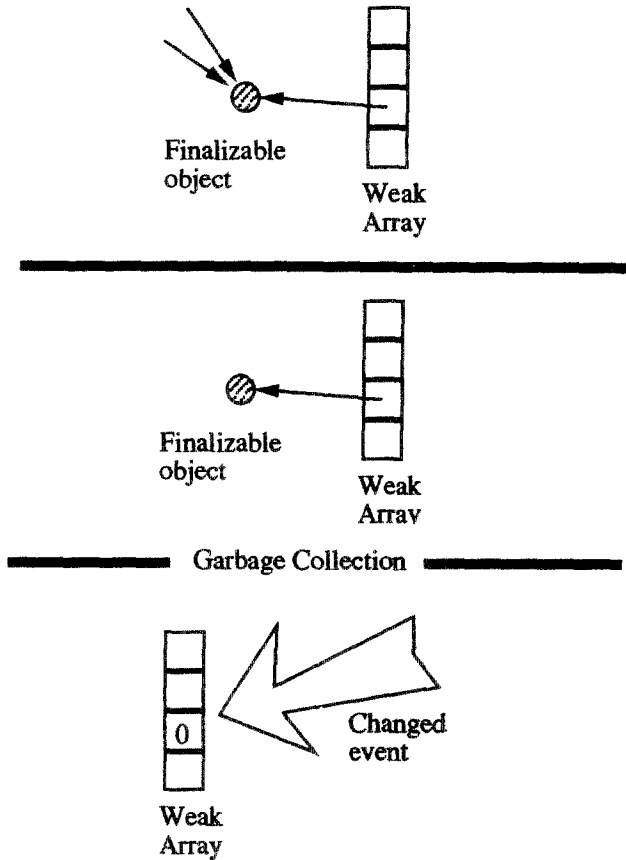 Finalizable
object
Weak
Array
Finalizable
object
Weak
Array
Garbage Collection
0
Changed
event
Weak
Array